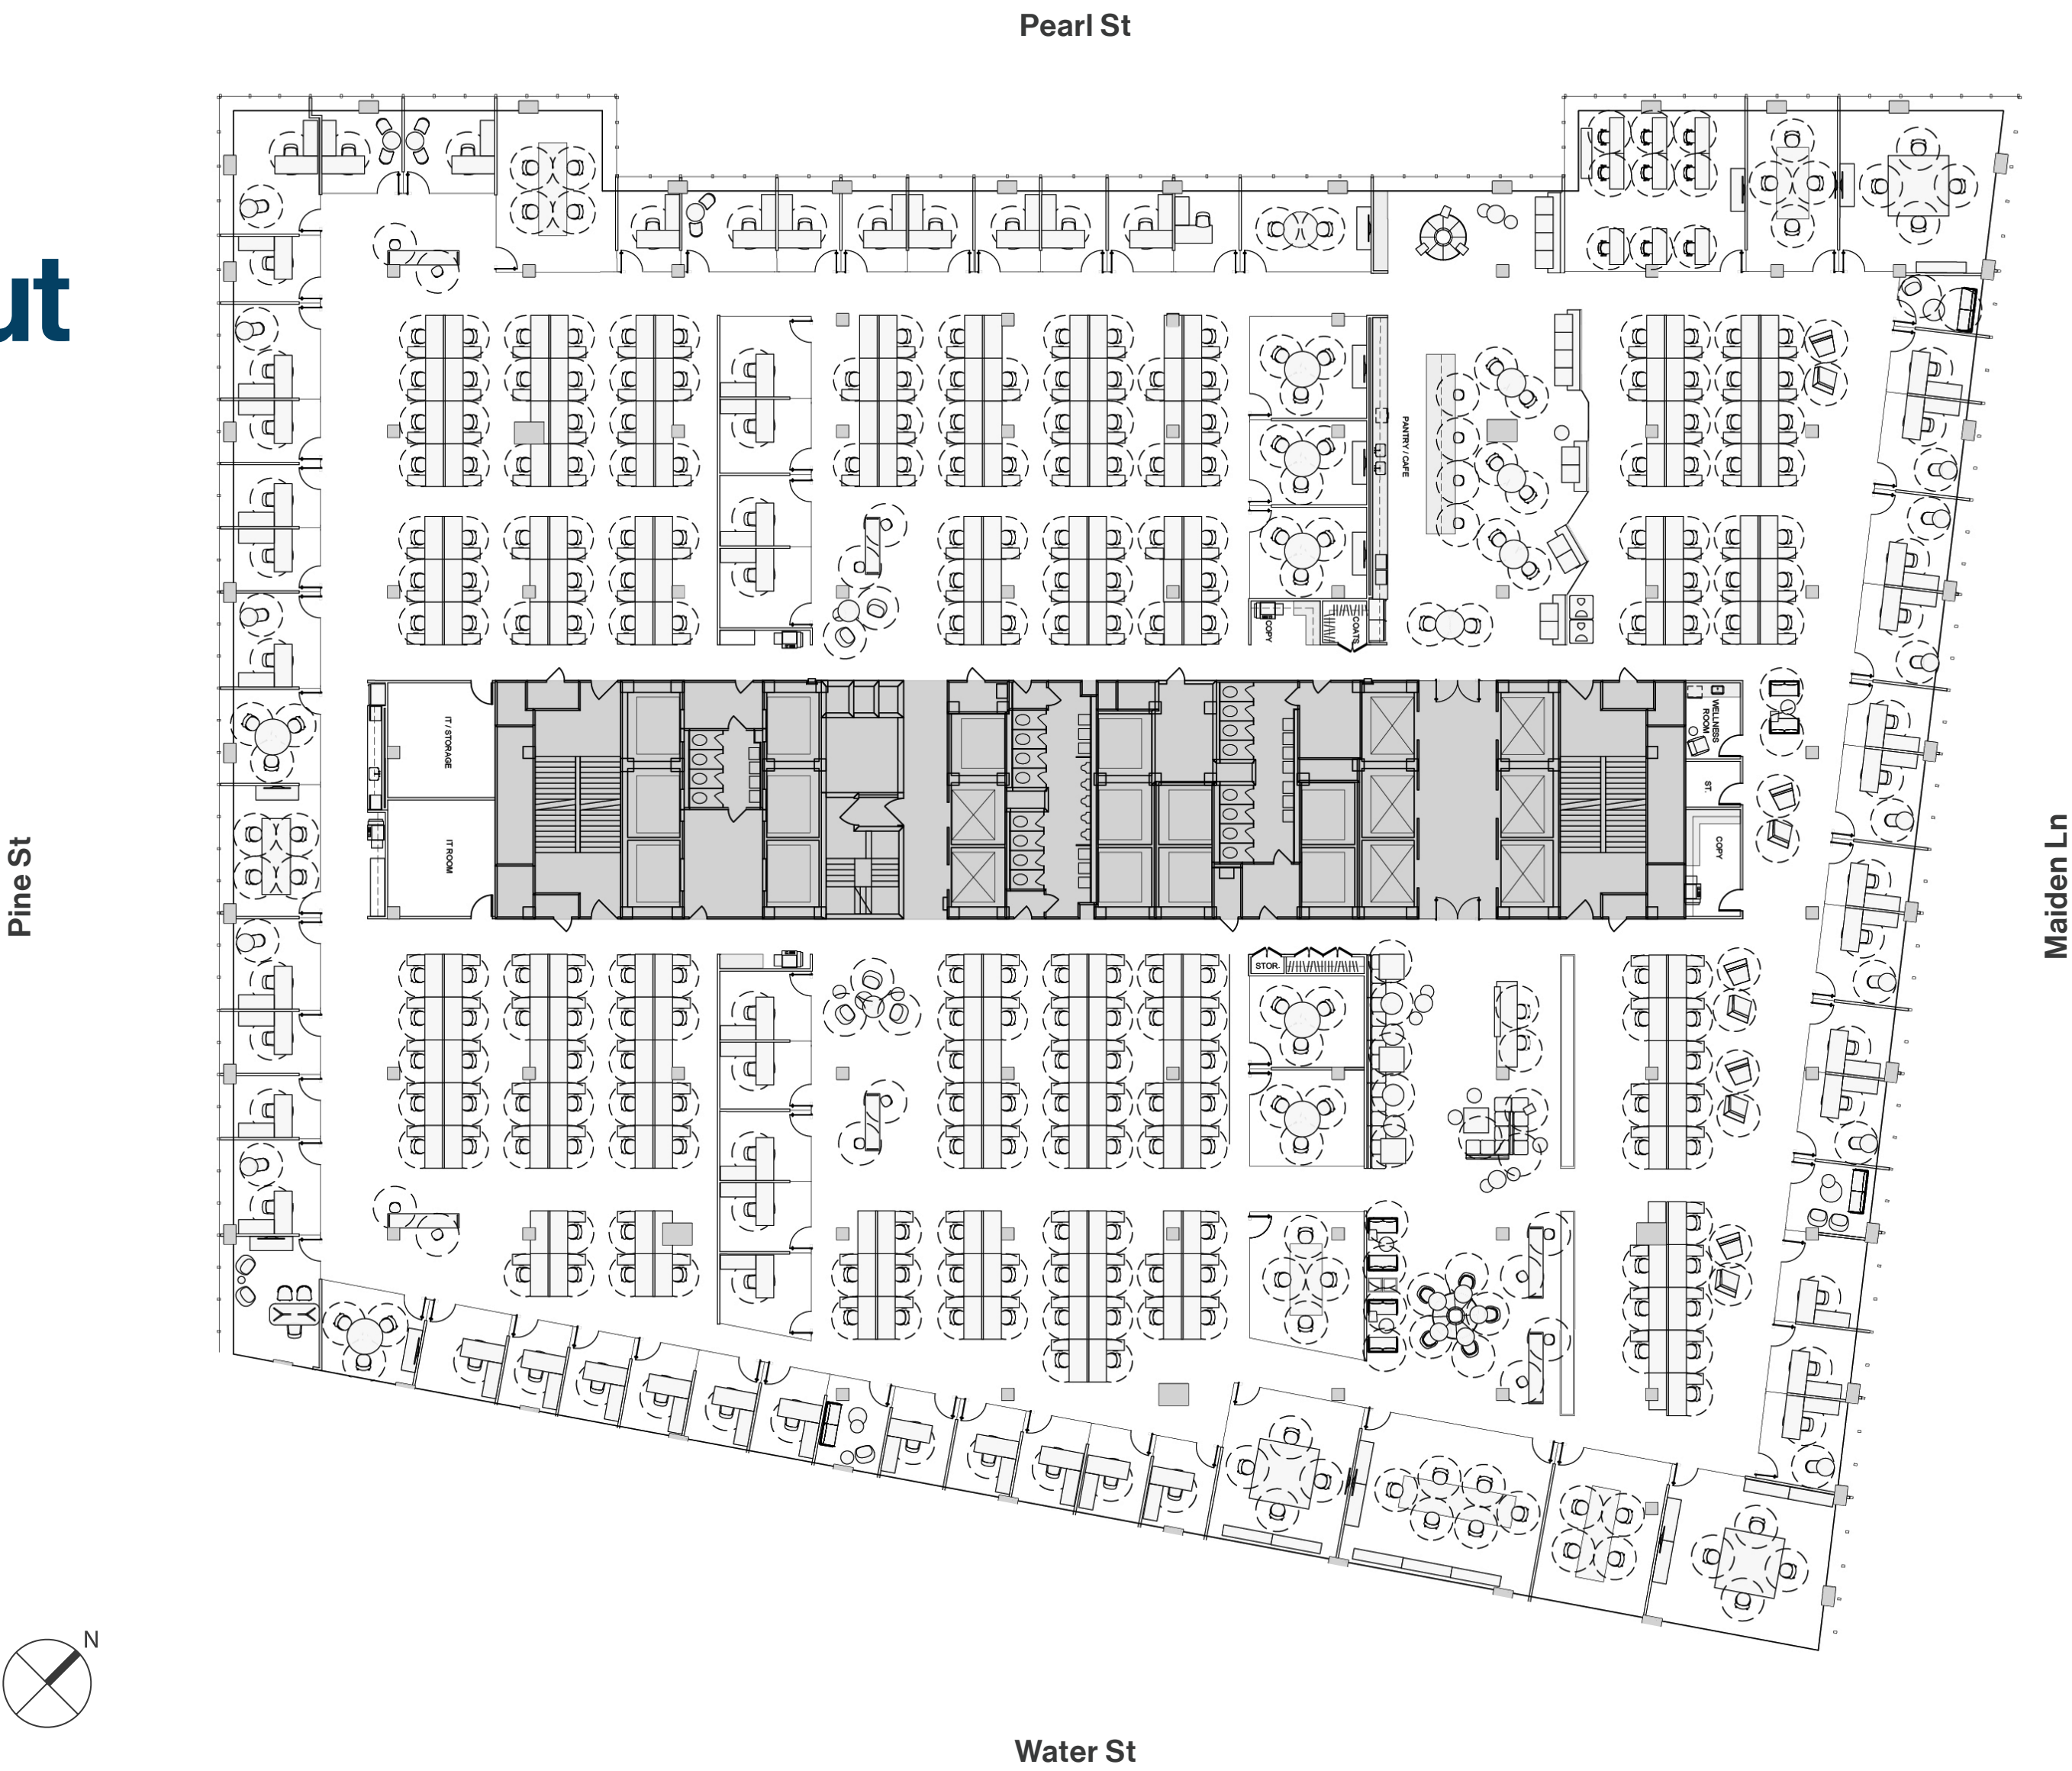 Pearl St
ut
PANTRY / CAFE
COPY
COATS
IT / STORAGE
WELLNESS
ROOM
ST.
IT ROOM
COPY
Pine St
Maiden Ln
STOR.
N
Water St